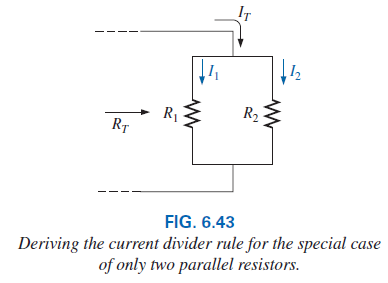 I_T
I_1 I_2
R_1 R_2
R_T
FIG. 6.43
Deriving the current divider rule for the special case
of only two parallel resistors.